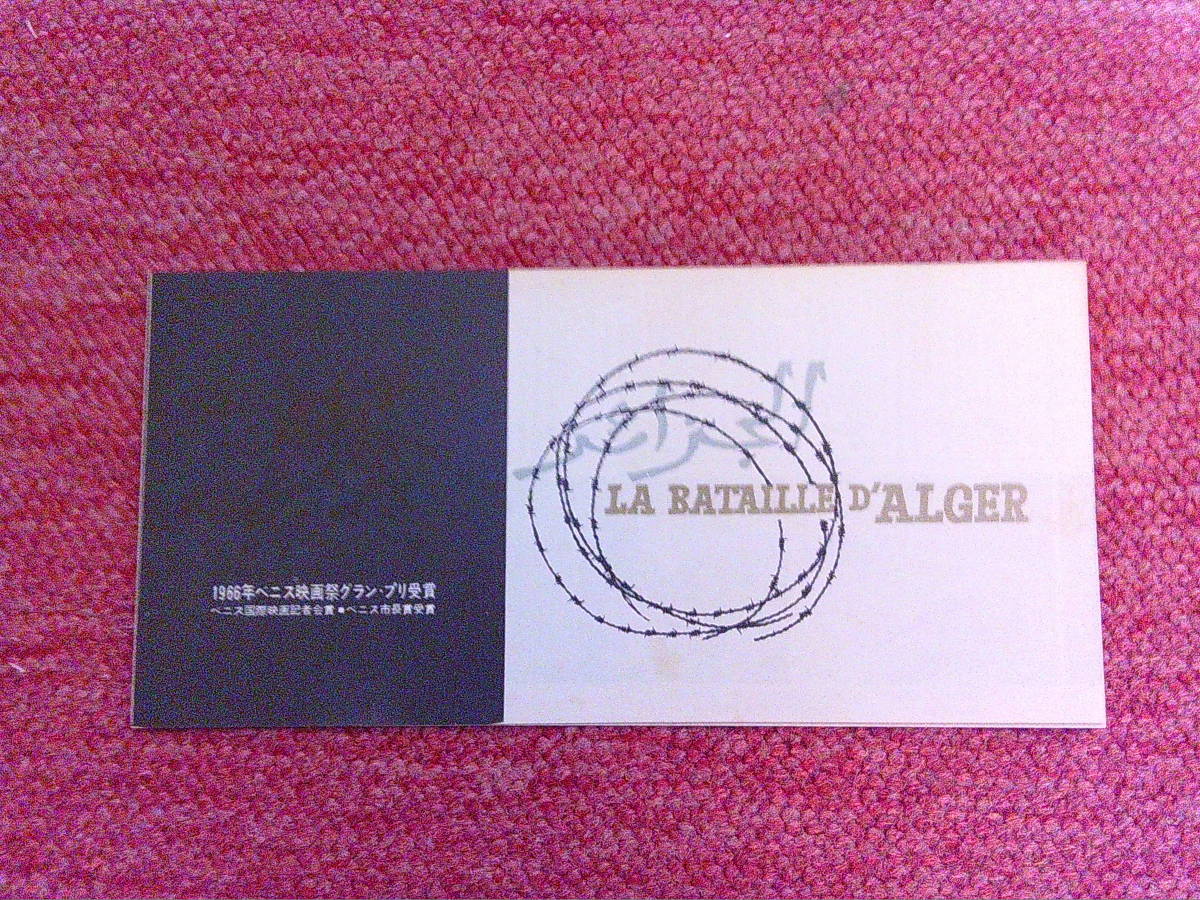 1966年ベニス映画祭グラン・プリ受賞
ベニス国際映画記者会賞●ベニス市長賞受賞
LA BATAILLE D'ALGER